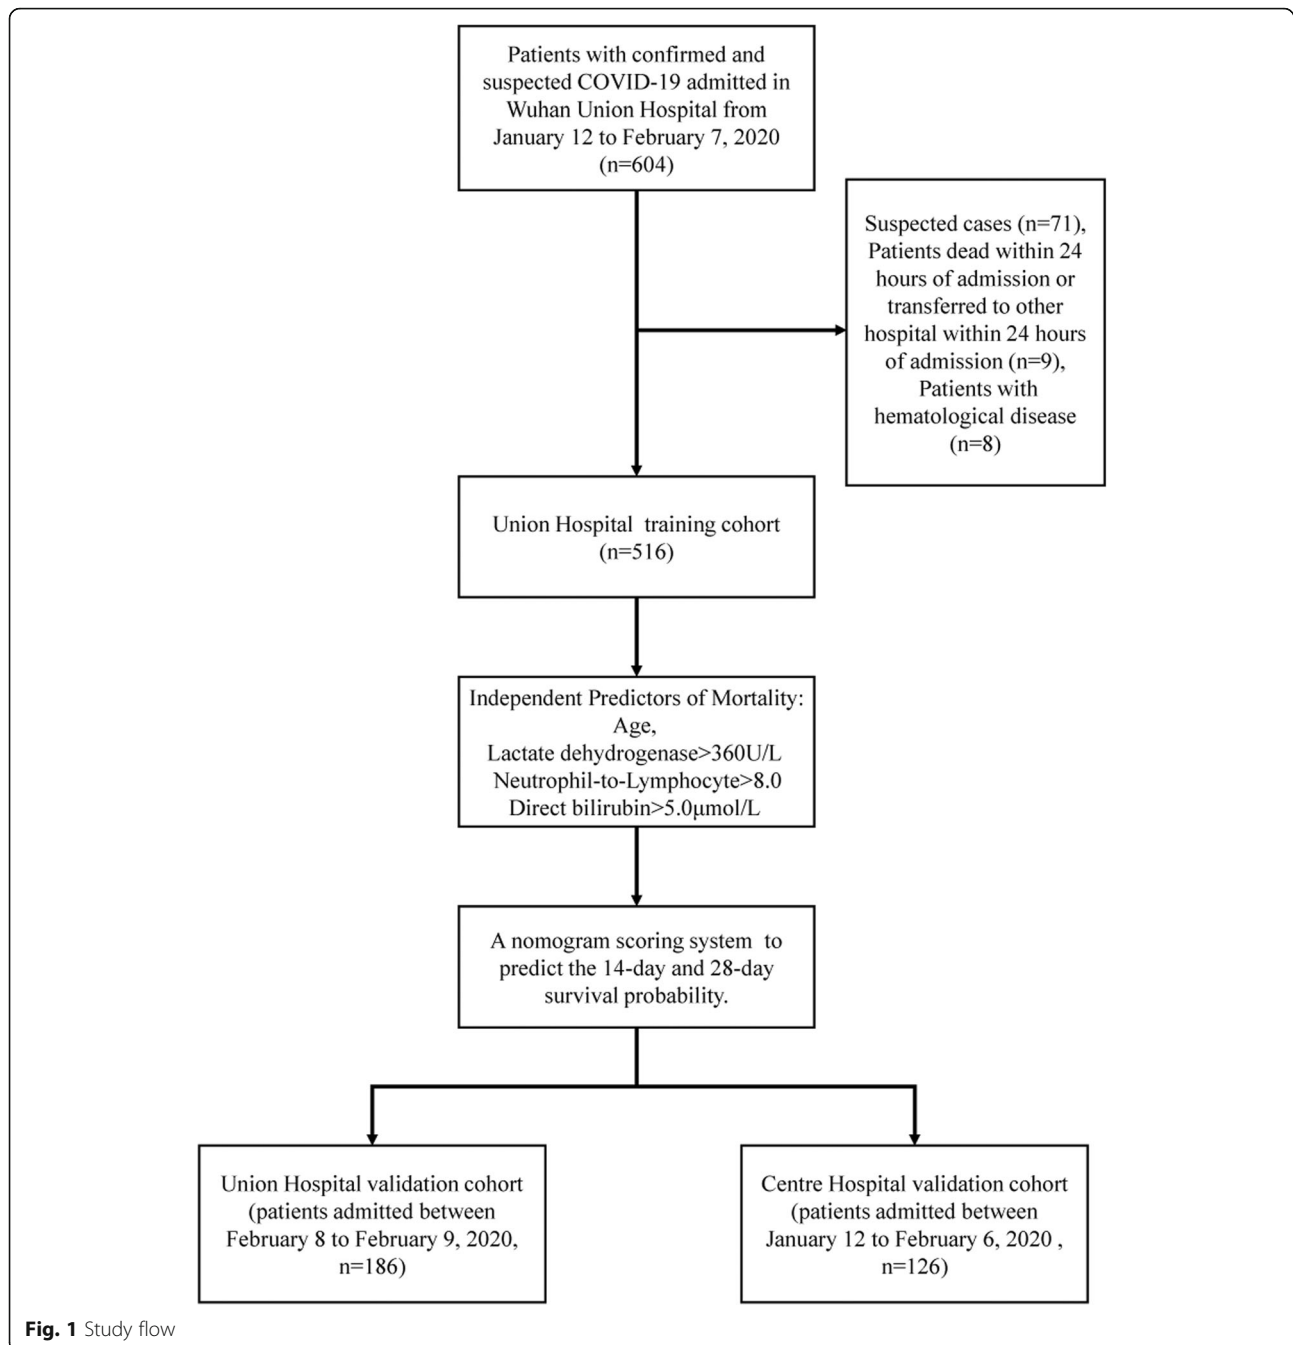 Patients with confirmed and
suspected COVID-19 admitted in
Wuhan Union Hospital from
January 12 to February 7, 2020
(n=604)
Suspected cases (n=71),
Patients dead within 24
hours of admission or
transferred to other
hospital within 24 hours
of admission (n=9),
Patients with
hematological disease
(n=8)
Union Hospital training cohort
(n=516)
Independent Predictors of Mortality:
Age,
Lactate dehydrogenase>360U/L
Neutrophil-to-Lymphocyte>8.0
Direct bilirubin>5.0μmol/L
A nomogram scoring system to
predict the 14-day and 28-day
survival probability.
Union Hospital validation cohort
(patients admitted between
February 8 to February 9, 2020,
n=186)
Centre Hospital validation cohort
(patients admitted between
January 12 to February 6, 2020 ,
n=126)
Fig. 1 Study flow